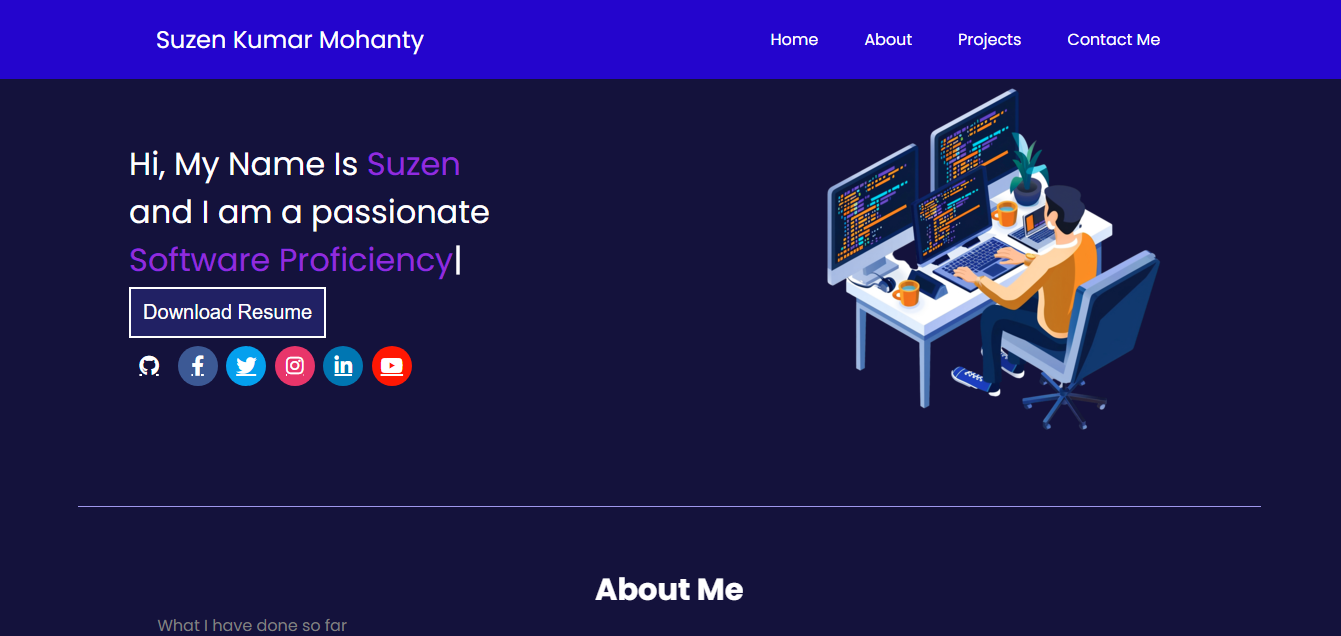 Suzen Kumar Mohanty
Home About Projects Contact Me
Hi, My Name Is Suzen
and I am a passionate
Software Proficiency|
Download Resume
About Me
What I have done so far